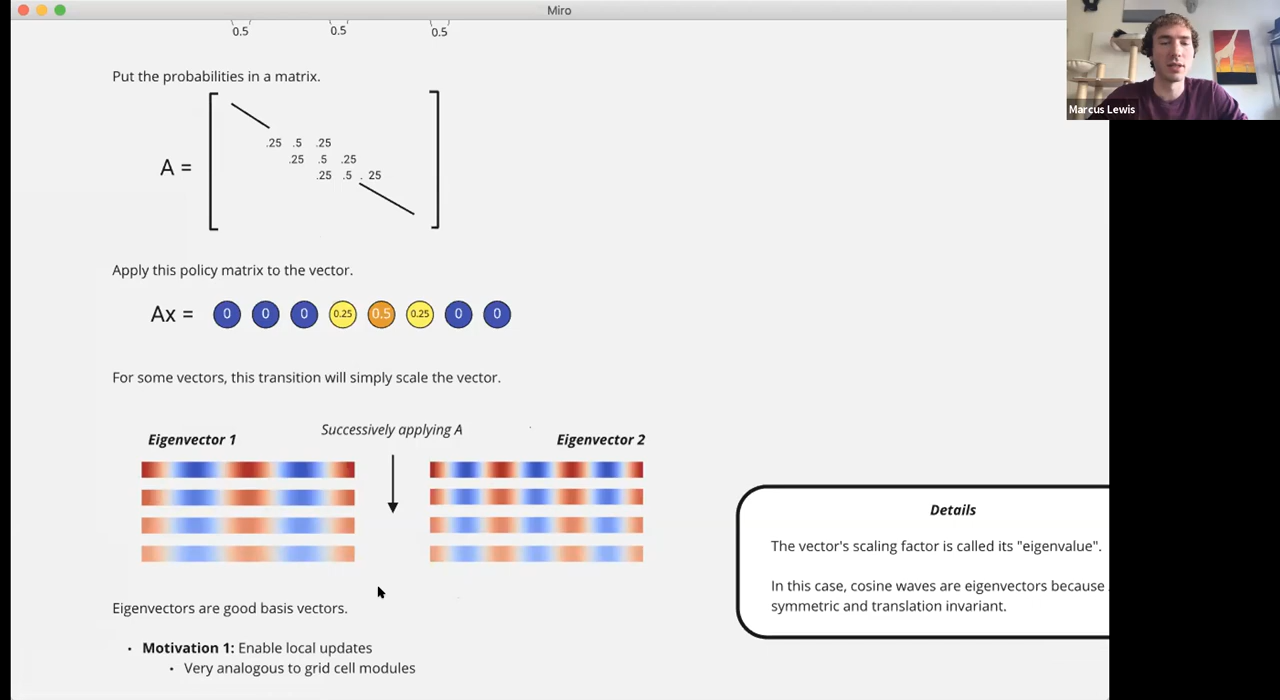 Miro
0.5 0.5 0.5
Marcus Lewis
Put the probabilities in a matrix.
.25 .5 .25
.25 .5 .25
A =
.25 .5 . 25
Apply this policy matrix to the vector.
Ax = 0 0 0 0.25 0.5 0.25 0 0
For some vectors, this transition will simply scale the vector.
Successively applying A
Eigenvector 1 Eigenvector 2
Details
The vector's scaling factor is called its "eigenvalue".
In this case, cosine waves are eigenvectors because
symmetric and translation invariant.
Eigenvectors are good basis vectors.
• Motivation 1: Enable local updates
• Very analogous to grid cell modules